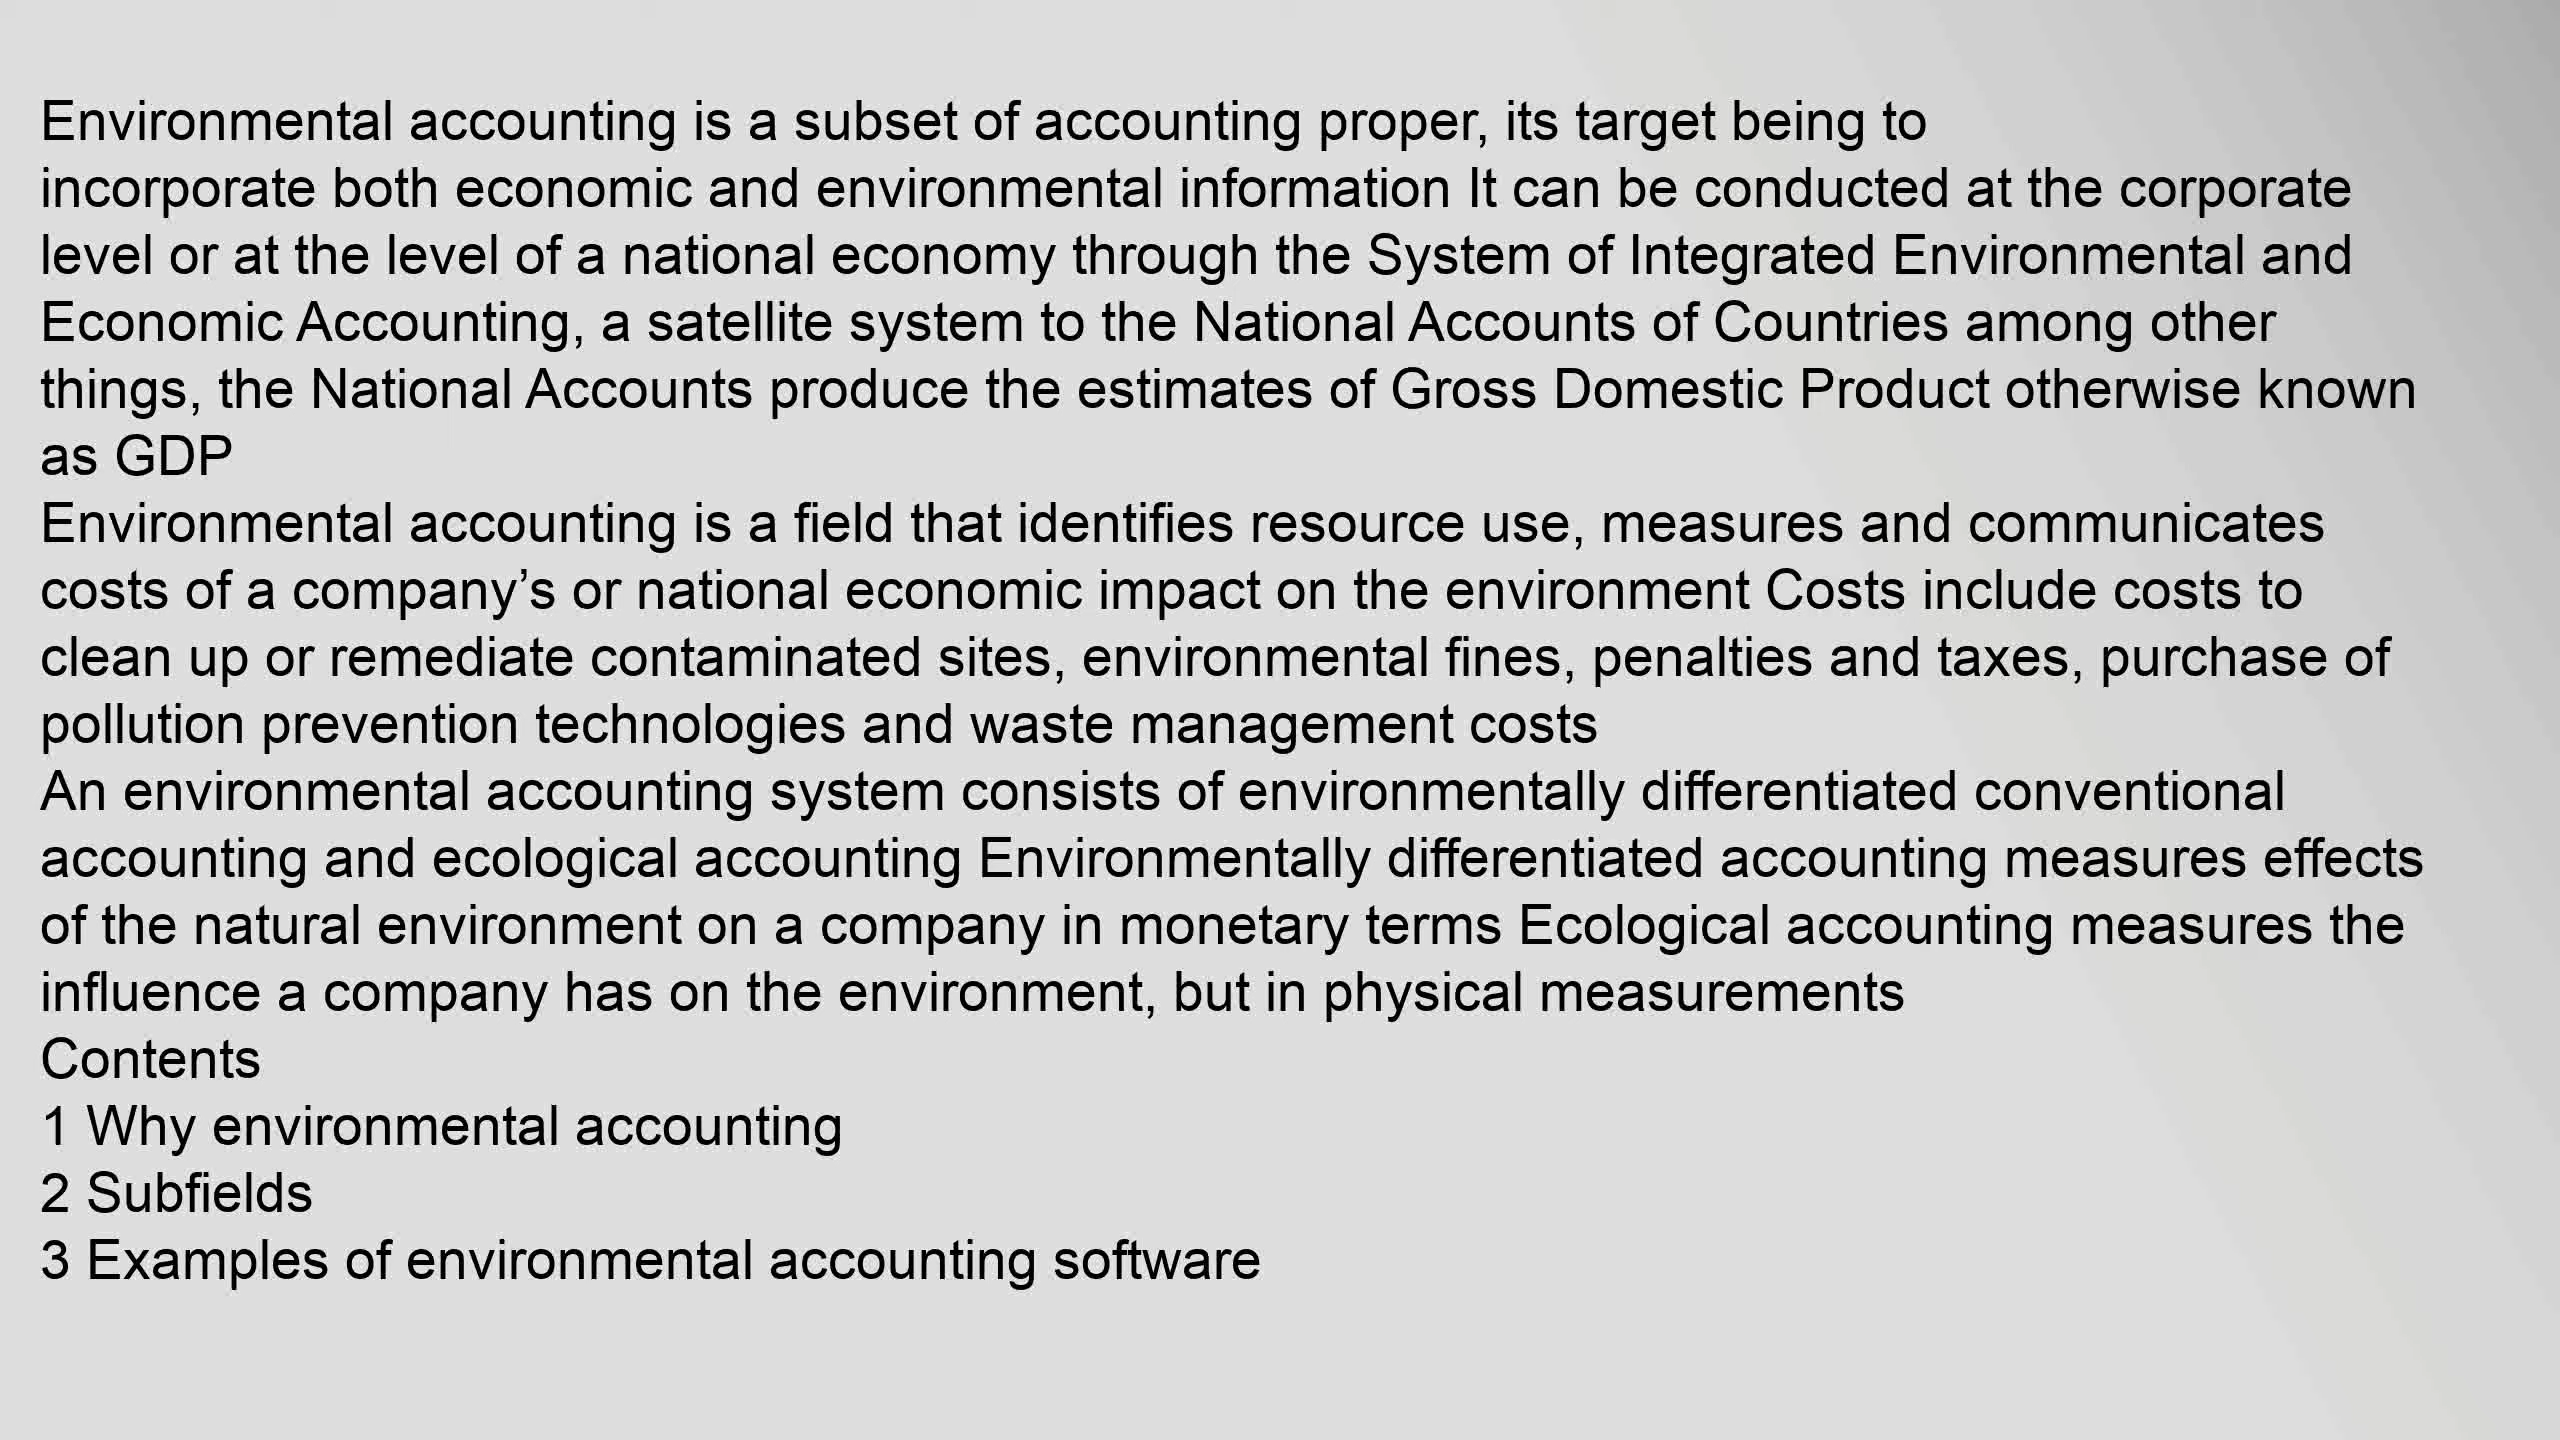 Environmental accounting is a subset of accounting proper, its target being to
incorporate both economic and environmental information It can be conducted at the corporate
level or at the level of a national economy through the System of Integrated Environmental and
Economic Accounting, a satellite system to the National Accounts of Countries among other
things, the National Accounts produce the estimates of Gross Domestic Product otherwise known
as GDP
Environmental accounting is a field that identifies resource use, measures and communicates
costs of a company’s or national economic impact on the environment Costs include costs to
clean up or remediate contaminated sites, environmental fines, penalties and taxes, purchase of
pollution prevention technologies and waste management costs
An environmental accounting system consists of environmentally differentiated conventional
accounting and ecological accounting Environmentally differentiated accounting measures effects
of the natural environment on a company in monetary terms Ecological accounting measures the
influence a company has on the environment, but in physical measurements
Contents
1 Why environmental accounting
2 Subfields
3 Examples of environmental accounting software